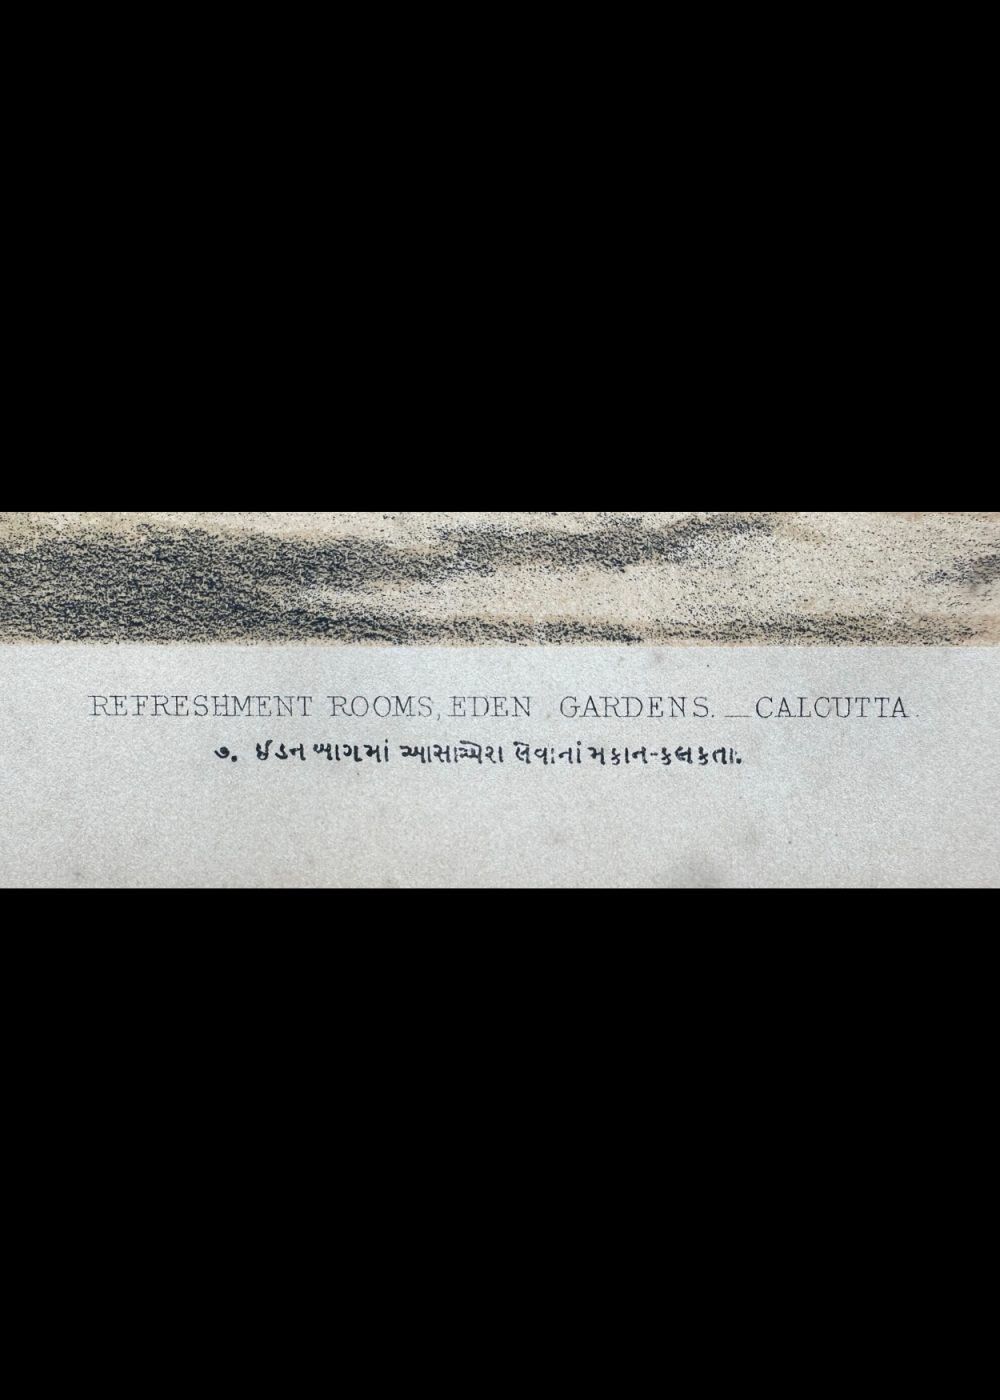 REFRESHMENT ROOMS, EDEN GARDENS. _ CALCUTTA.
૭. ઈડન બાગમાં આસાએશ લેવાનાં મકાન-કલકતા.